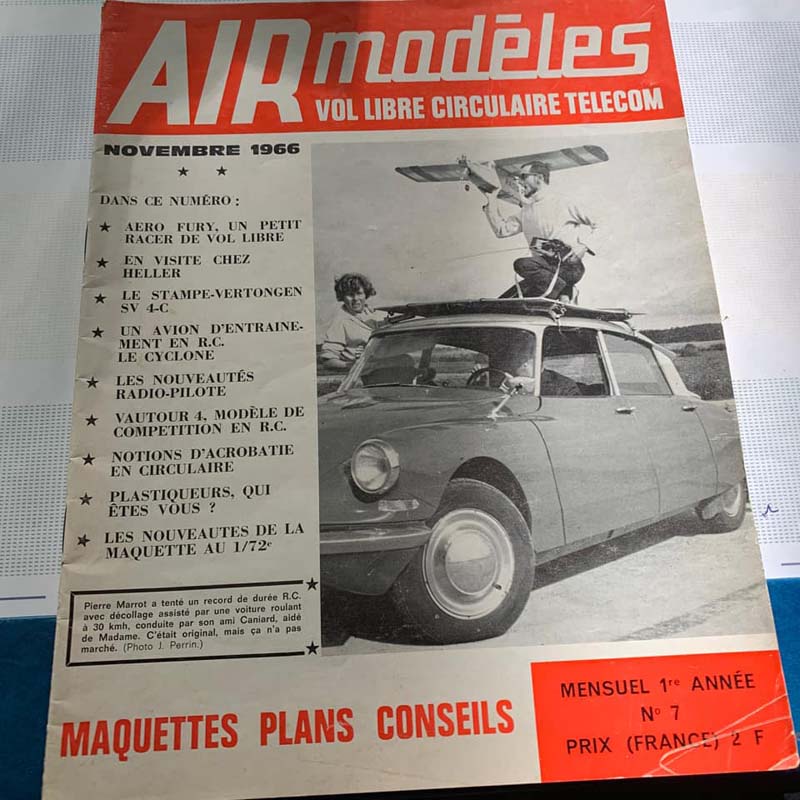 AIR modèles
VOL LIBRE CIRCULAIRE TELECOM
NOVEMBRE 1966
DANS CE NUMÉRO :
AERO FURY, UN PETIT
RACER DE VOL LIBRE
EN VISITE CHEZ
HELLER
LE STAMPE-VERTONGEN
SV 4-C
UN AVION D'ENTRAINE-
MENT EN R.C.
LE CYCLONE
LES NOUVEAUTÉS
RADIO-PILOTE
VAUTOUR 4, MODÈLE DE
COMPETITION EN R.C.
NOTIONS D'ACROBATIE
EN CIRCULAIRE
PLASTIQUEURS, QUI
ÊTES VOUS ?
LES NOUVEAUTES DE LA
MAQUETTE AU 1/72e
Pierre Marrot a tenté un record de durée R.C.
avec décollage assisté par une voiture roulant
à 30 kmh, conduite par son ami Caniard, aidé
de Madame. C'était original, mais ça n'a pas
marché. (Photo J. Perrin.)
MAQUETTES PLANS CONSEILS
MENSUEL 1re ANNÉE
No 7
PRIX (FRANCE) 2 F